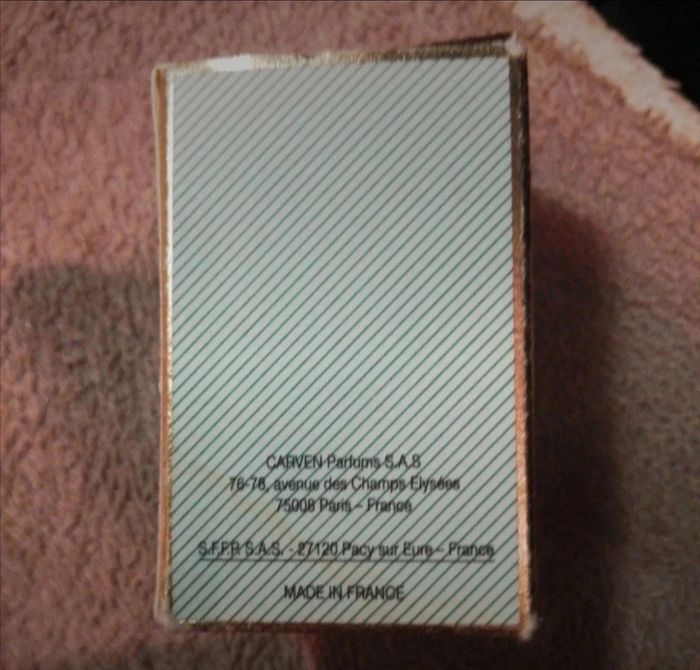 CARVEN Parfums S.A.S
76-78, avenue des Champs Elysées
75008 Paris - France
S.F.F.P. S.A.S. - 27120 Pacy sur Eure - France
MADE IN FRANCE